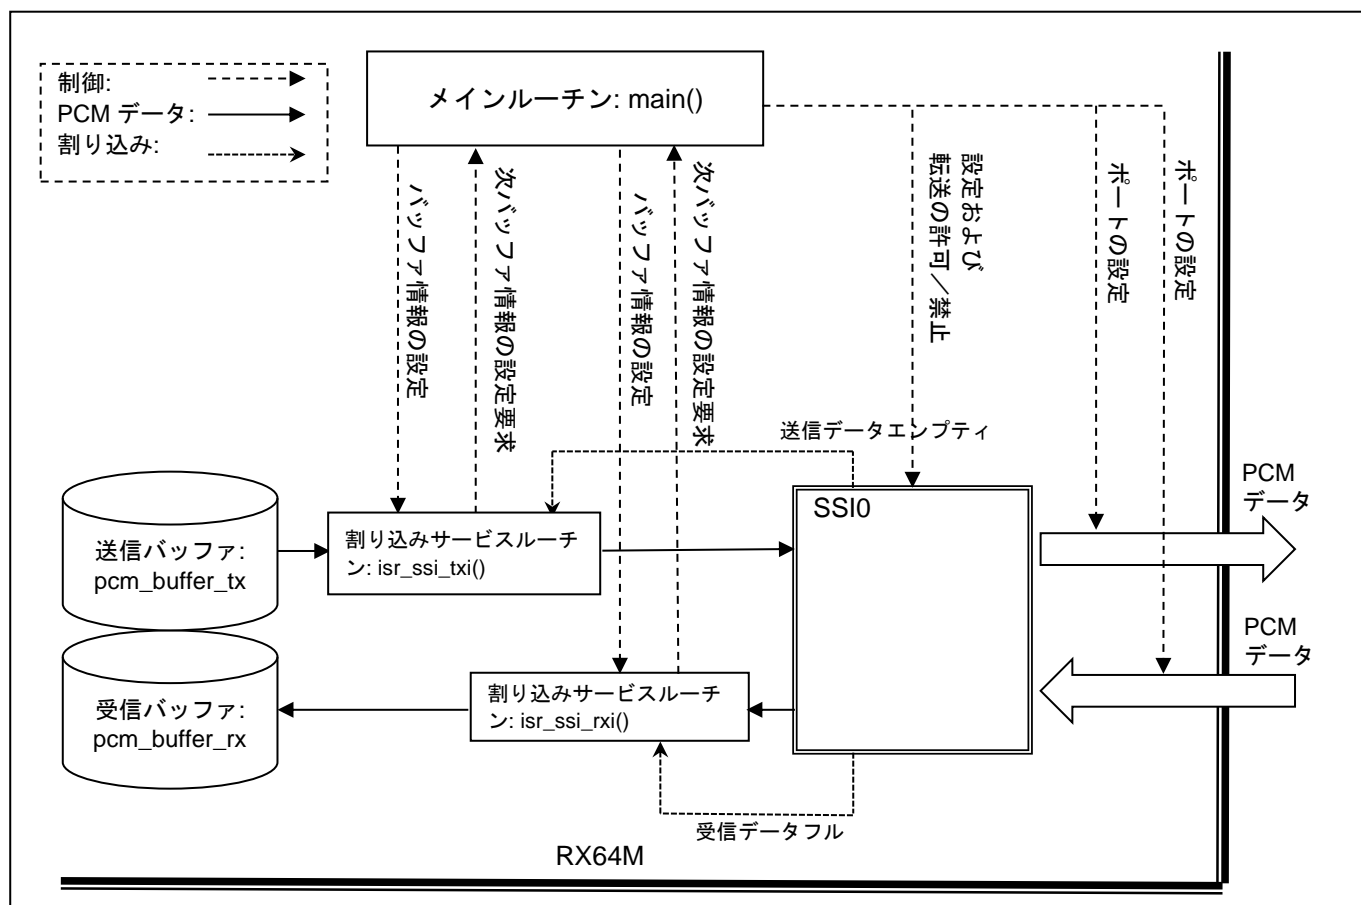 制御:
PCM データ:
割り込み:
メインルーチン: main()
バッファ情報の設定
次バッファ情報の設定要求
バッファ情報の設定
次バッファ情報の設定要求
設定および
転送の許可／禁止
ポートの設定
ポートの設定
送信データエンプティ
SSI0
PCM
データ
送信バッファ:
pcm_buffer_tx
割り込みサービスルーチ
ン: isr_ssi_txi()
PCM
データ
受信バッファ:
pcm_buffer_rx
割り込みサービスルーチ
ン: isr_ssi_rxi()
受信データフル
RX64M